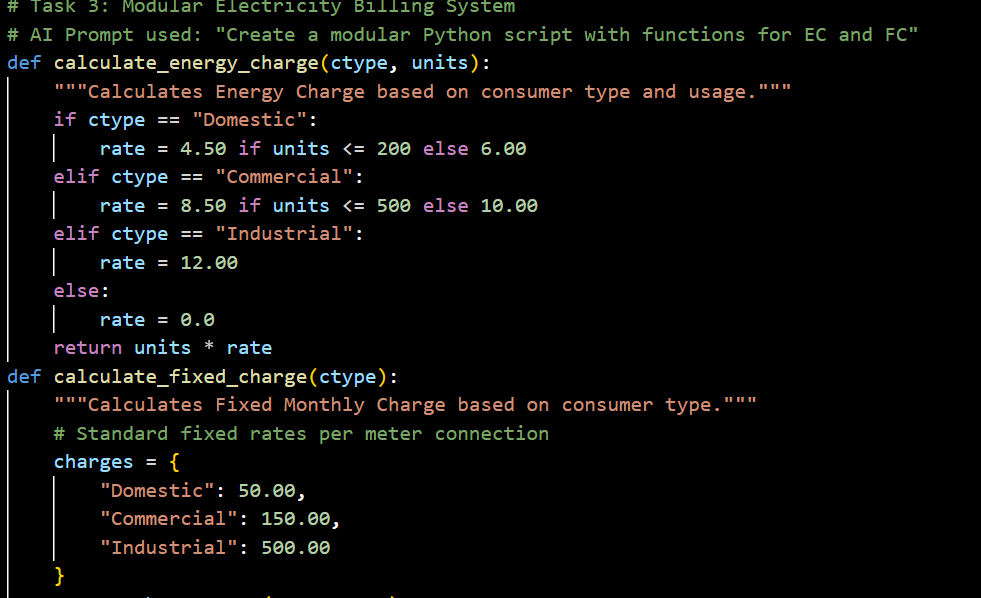 # Task 3: Modular Electricity Billing System
# AI Prompt used: "Create a modular Python script with functions for EC and FC"
def calculate_energy_charge(ctype, units):
    """Calculates Energy Charge based on consumer type and usage."""
    if ctype == "Domestic":
        rate = 4.50 if units <= 200 else 6.00
    elif ctype == "Commercial":
        rate = 8.50 if units <= 500 else 10.00
    elif ctype == "Industrial":
        rate = 12.00
    else:
        rate = 0.0
    return units * rate
def calculate_fixed_charge(ctype):
    """Calculates Fixed Monthly Charge based on consumer type."""
    # Standard fixed rates per meter connection
    charges = {
        "Domestic": 50.00,
        "Commercial": 150.00,
        "Industrial": 500.00
    }